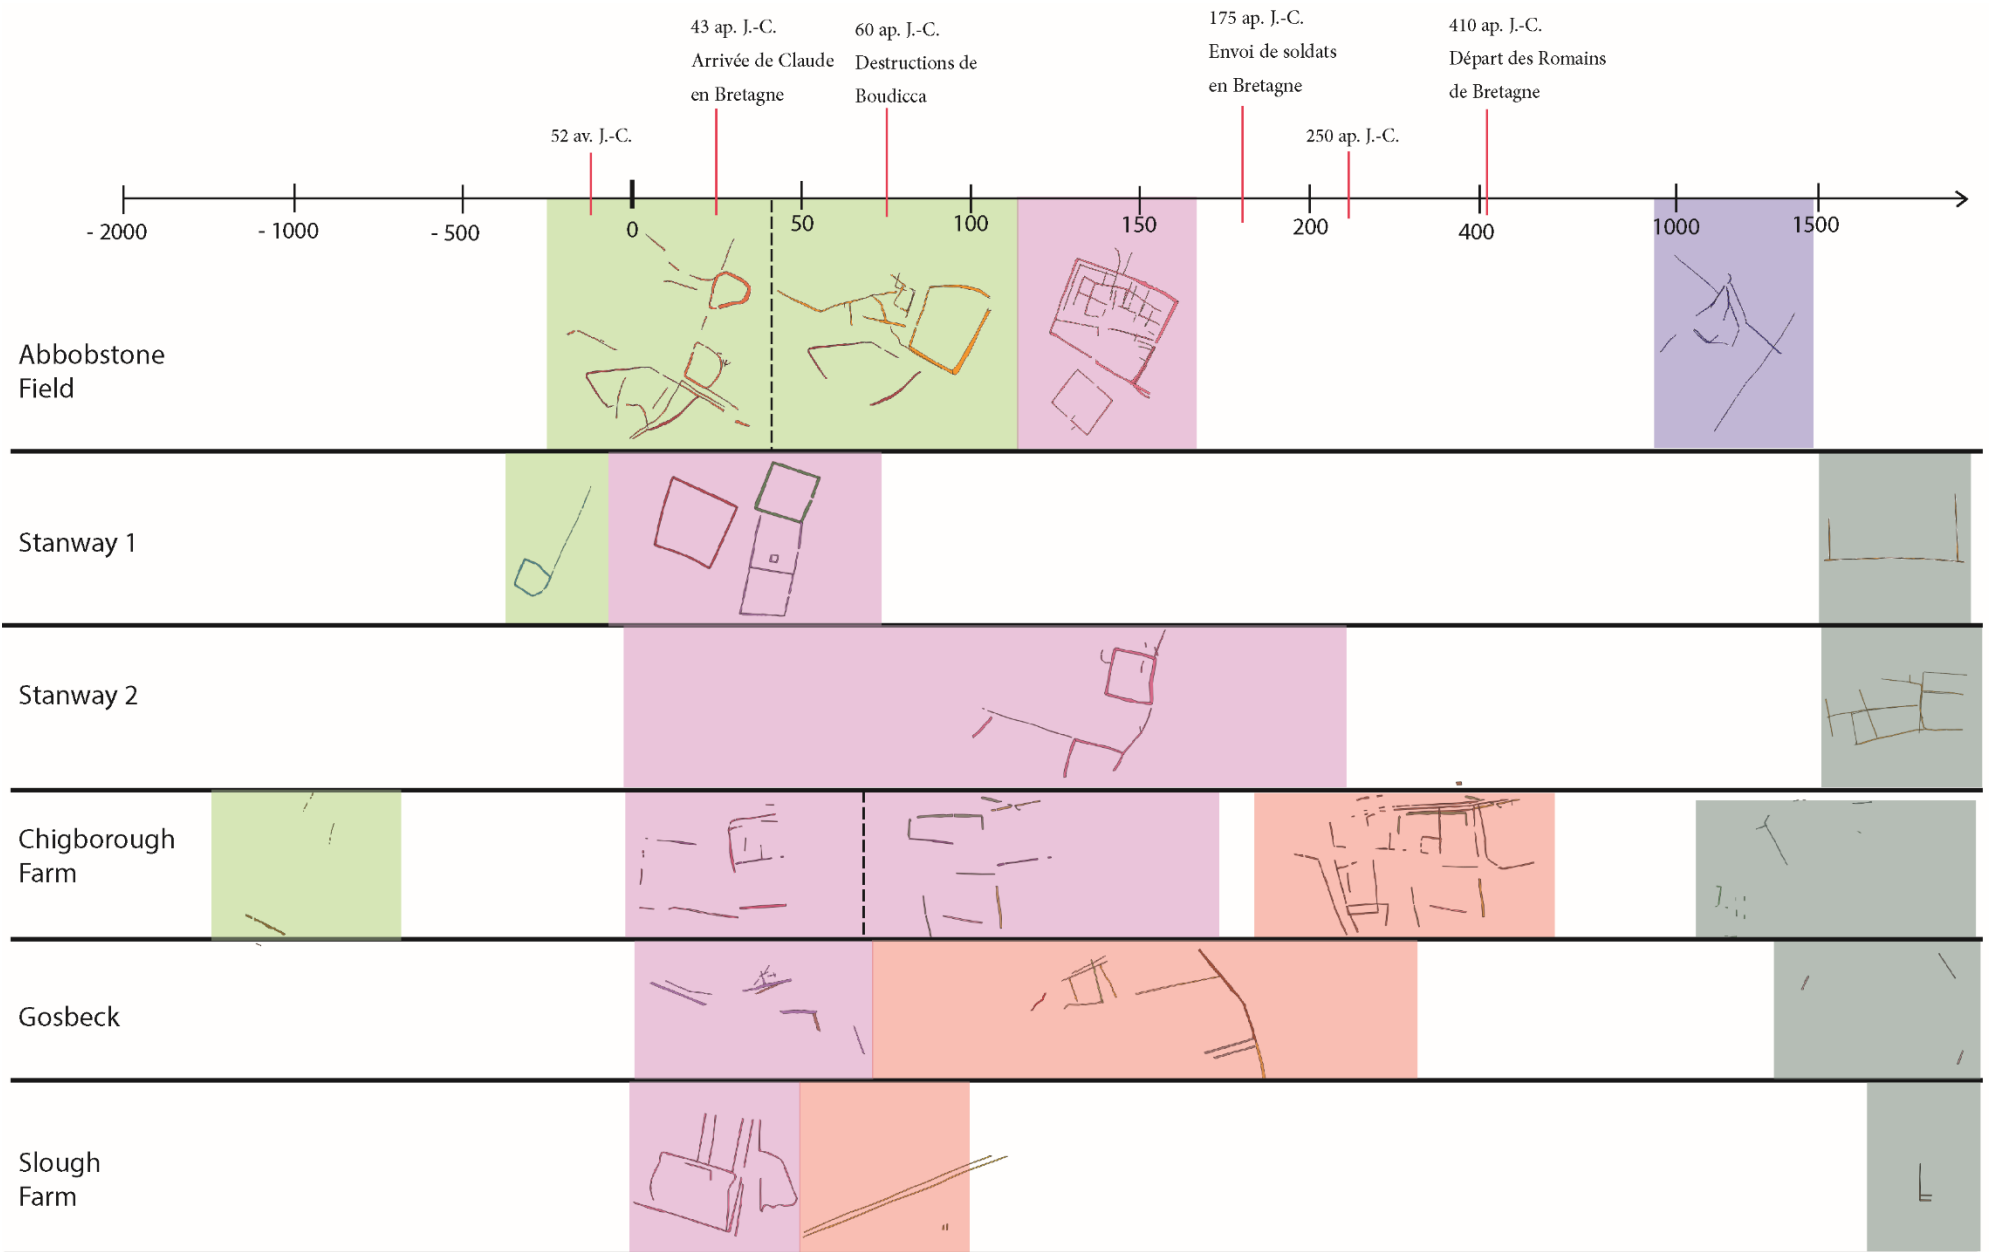 43 ap. J.-C.
Arrivée de Claude
en Bretagne
60 ap. J.-C.
Destructions de
Boudicca
175 ap. J.-C.
Envoi de soldats
en Bretagne
410 ap. J.-C.
Départ des Romains
de Bretagne
52 av. J.-C.
250 ap. J.-C.
- 2000
- 1000
- 500
0
50
100
150
200
400
1000
1500
Abbobstone
Field
Stanway 1
Stanway 2
Chigborough
Farm
Gosbeck
Slough
Farm